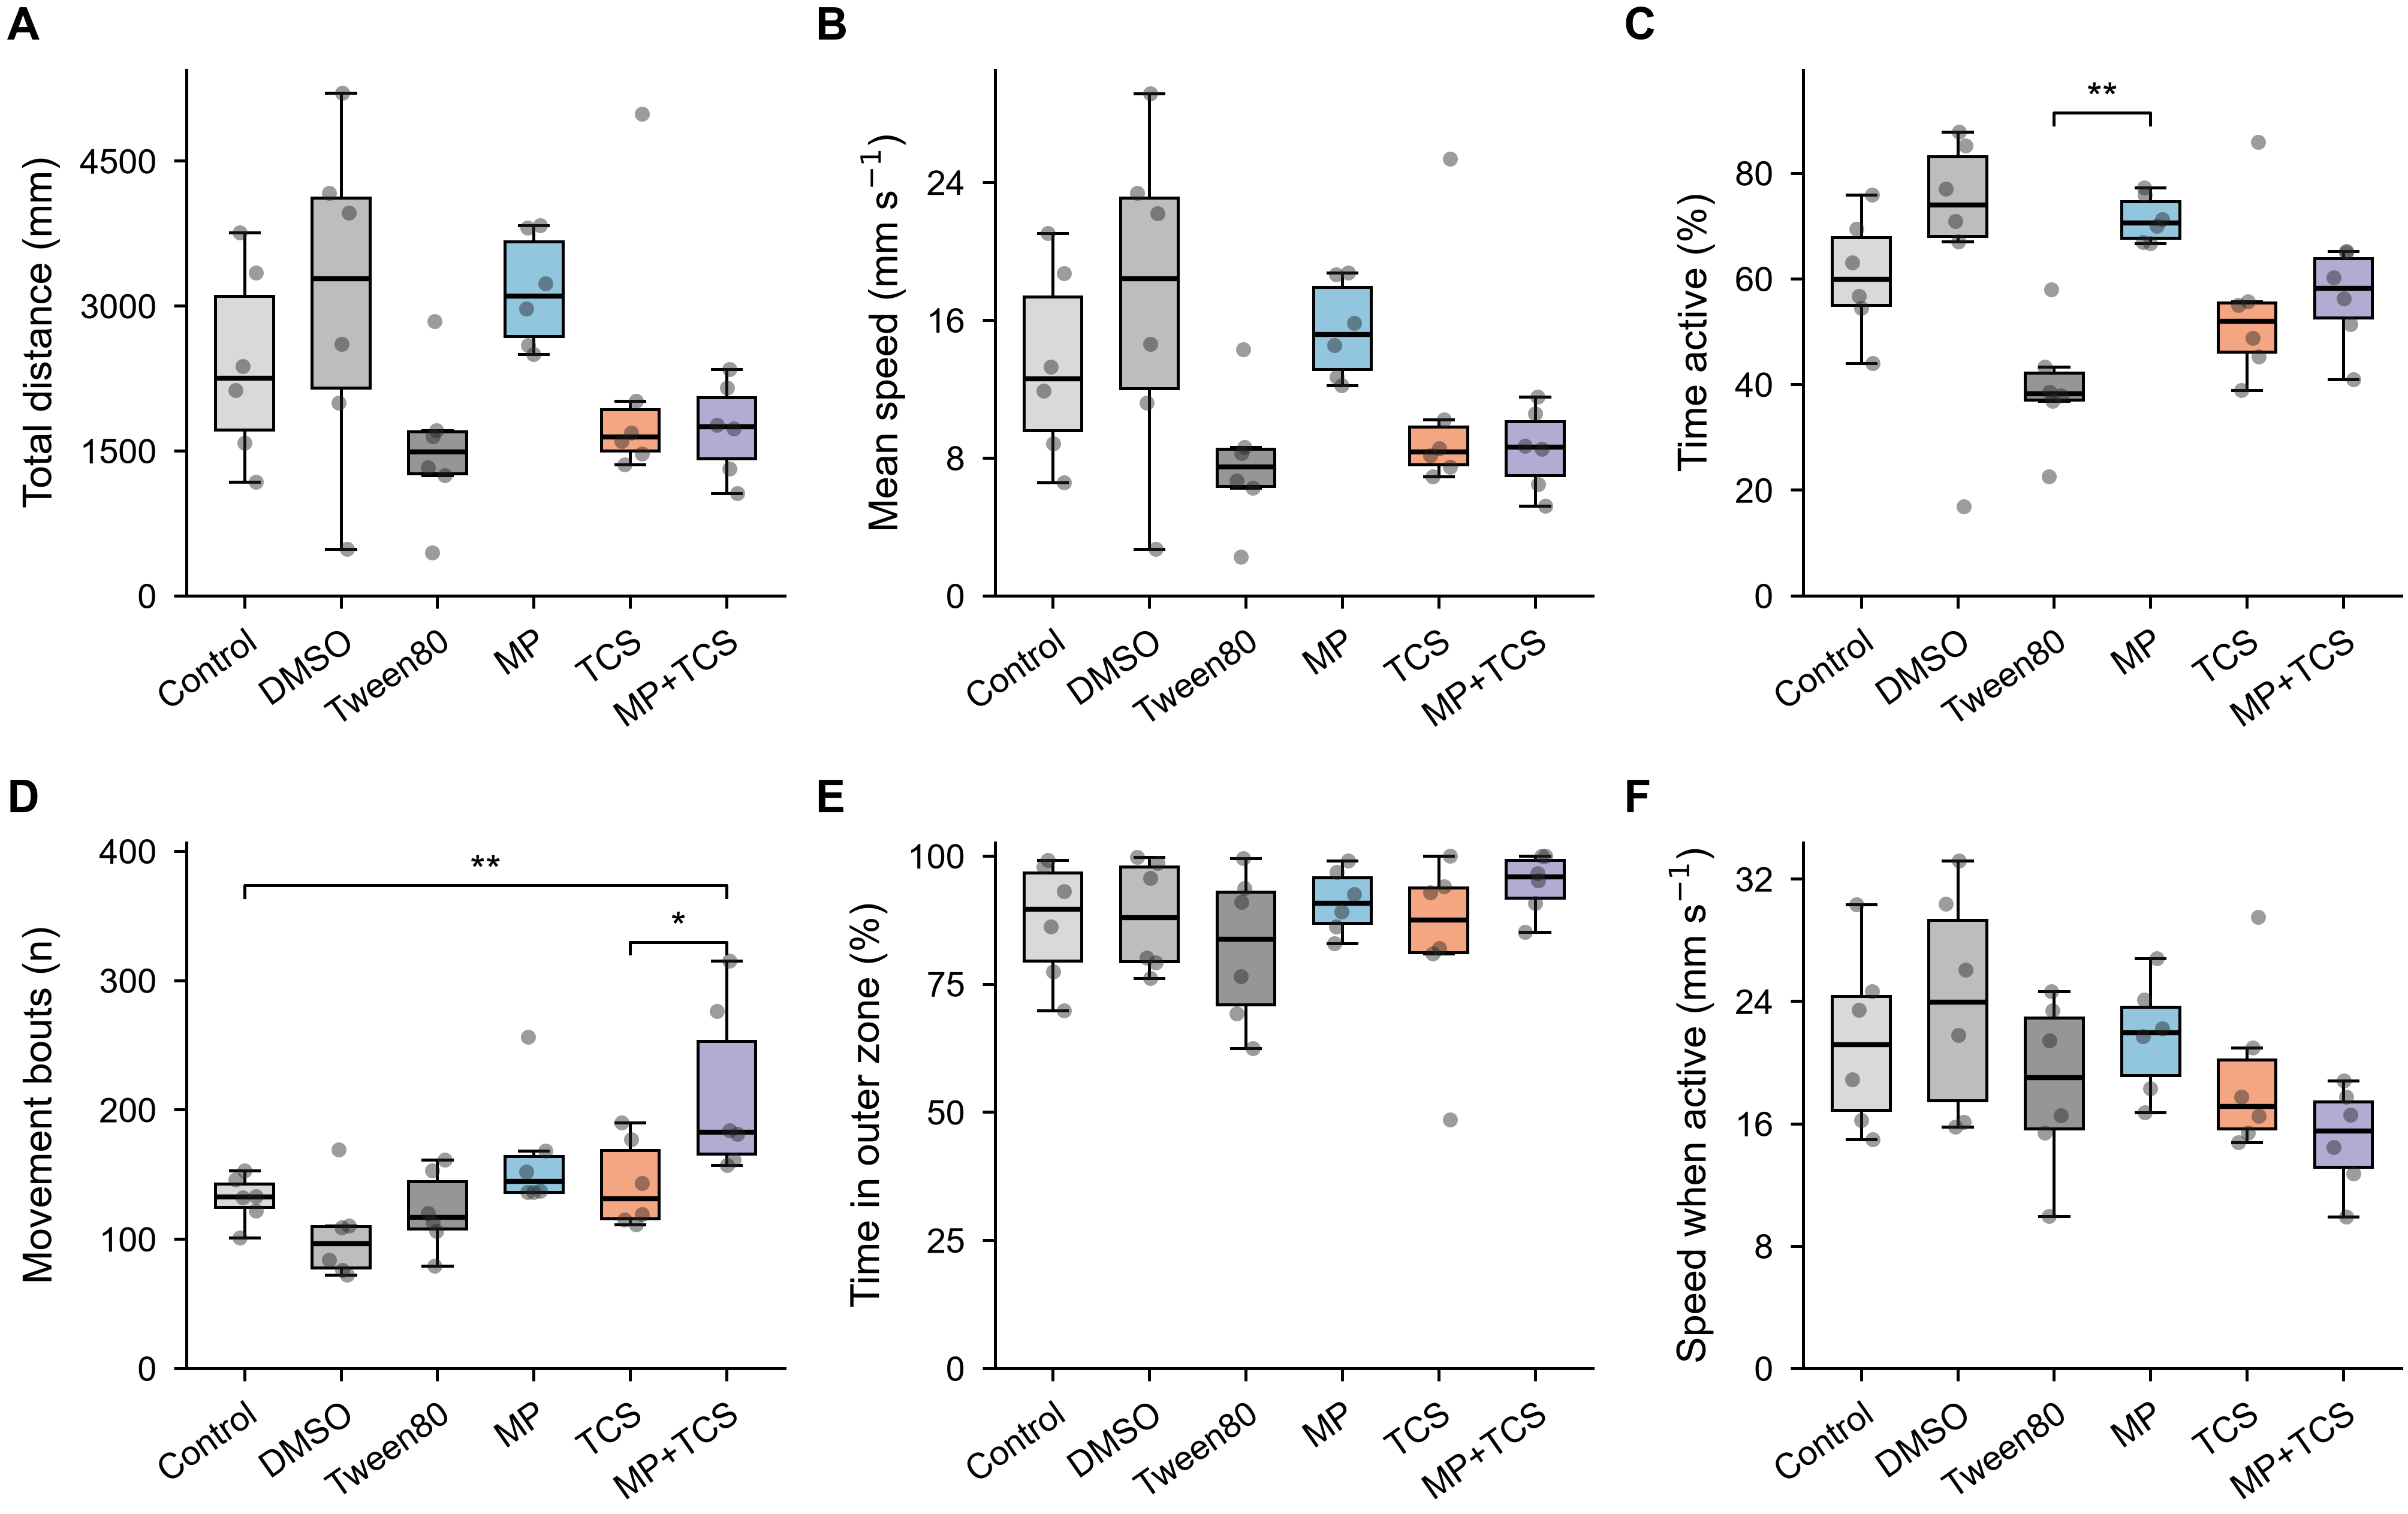 A
Total distance (mm)
4500
3000
1500
0
Control
DMSO
Tween80
MP
TCS
MP+TCS
B
Mean speed (mm s⁻¹)
24
16
8
0
Control
DMSO
Tween80
MP
TCS
MP+TCS
C
Time active (%)
80
60
40
20
0
**
Control
DMSO
Tween80
MP
TCS
MP+TCS
D
Movement bouts (n)
400
300
200
100
0
**
*
Control
DMSO
Tween80
MP
TCS
MP+TCS
E
Time in outer zone (%)
100
75
50
25
0
Control
DMSO
Tween80
MP
TCS
MP+TCS
F
Speed when active (mm s⁻¹)
32
24
16
8
0
Control
DMSO
Tween80
MP
TCS
MP+TCS